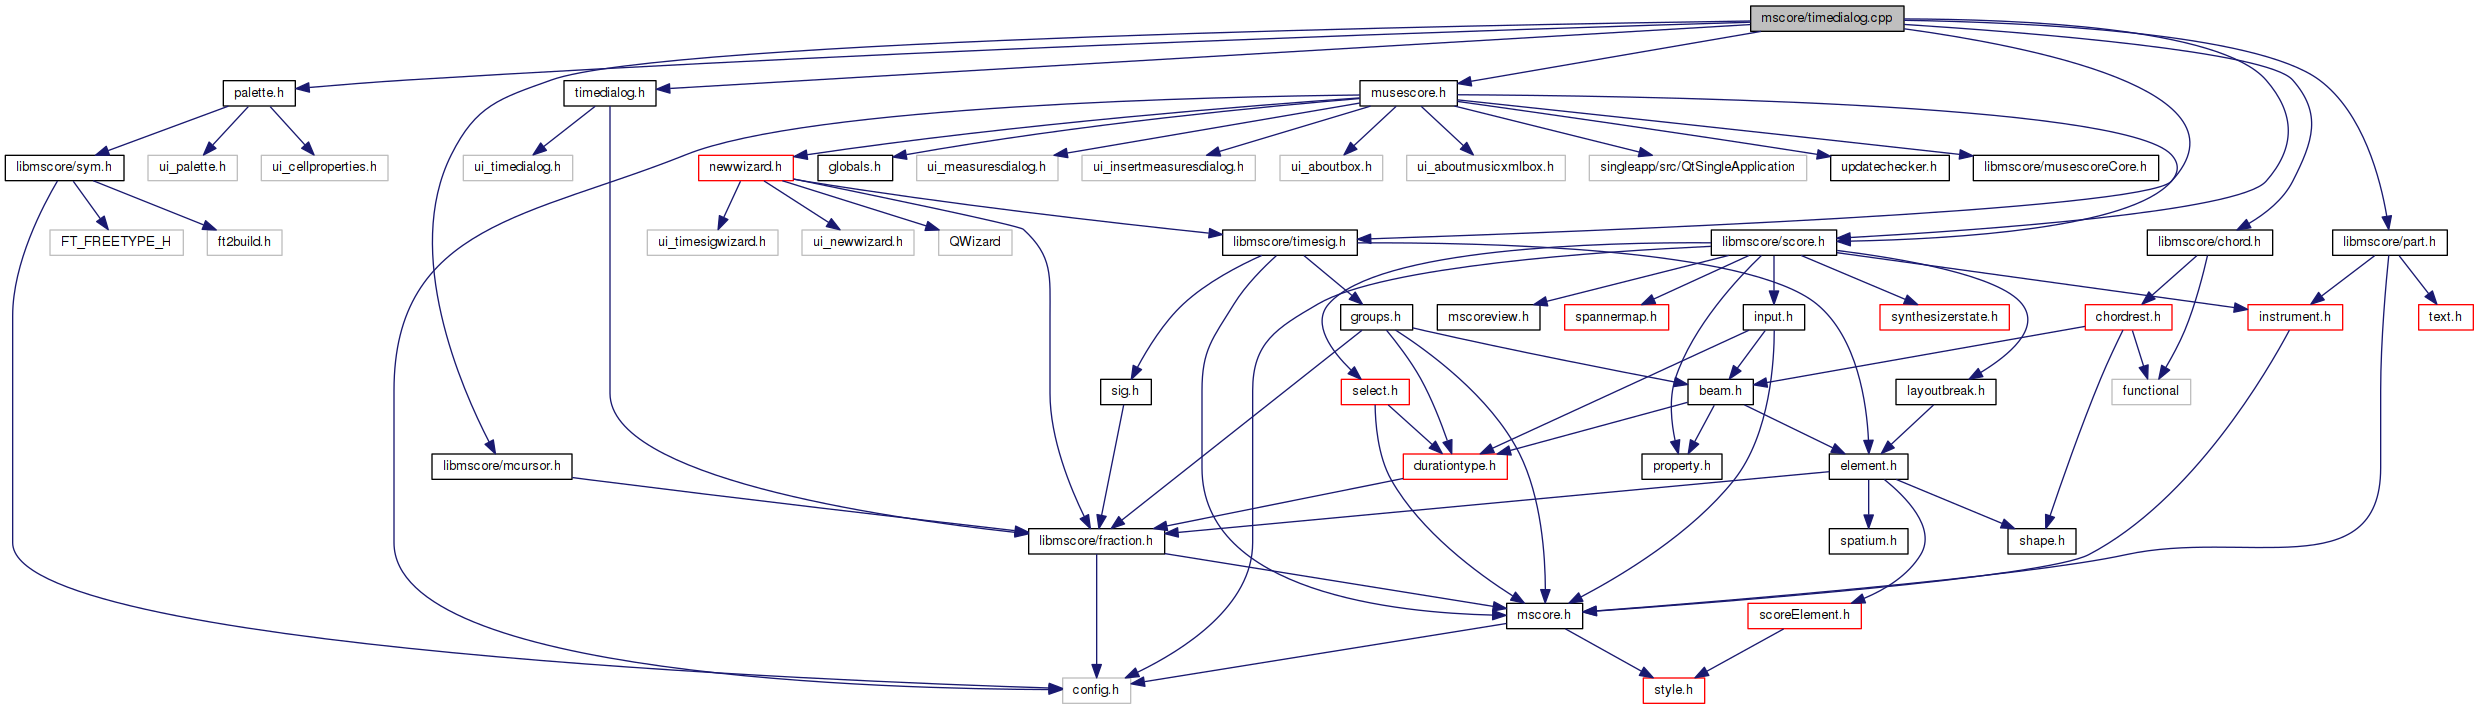 mscore/timedialog.cpp
palette.h
timedialog.h
musescore.h
libmscore/sym.h
ui_palette.h
ui_cellproperties.h
ui_timedialog.h
newwizard.h
globals.h
ui_measuresdialog.h
ui_insertmeasuresdialog.h
ui_aboutbox.h
ui_aboutmusicxmlbox.h
singleapp/src/QtSingleApplication
updatechecker.h
libmscore/musescoreCore.h
FT_FREETYPE_H
ft2build.h
ui_timesigwizard.h
ui_newwizard.h
QWizard
libmscore/timesig.h
libmscore/score.h
libmscore/chord.h
libmscore/part.h
groups.h
mscoreview.h
spannermap.h
input.h
synthesizerstate.h
chordrest.h
instrument.h
text.h
sig.h
select.h
beam.h
layoutbreak.h
functional
libmscore/mcursor.h
durationtype.h
property.h
element.h
libmscore/fraction.h
spatium.h
shape.h
mscore.h
scoreElement.h
config.h
style.h